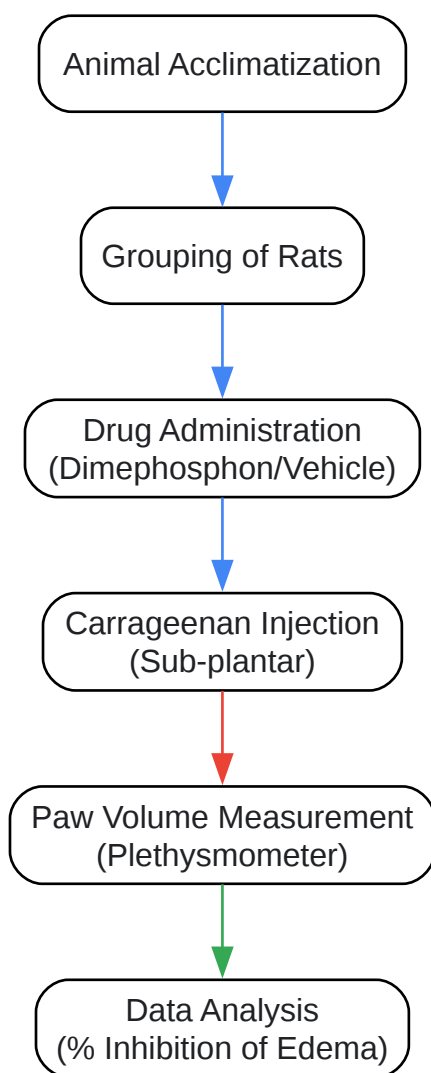 Animal Acclimatization
Grouping of Rats
Drug Administration
(Dimephosphon/Vehicle)
Carrageenan Injection
(Sub-plantar)
Paw Volume Measurement
(Plethysmometer)
Data Analysis
(% Inhibition of Edema)